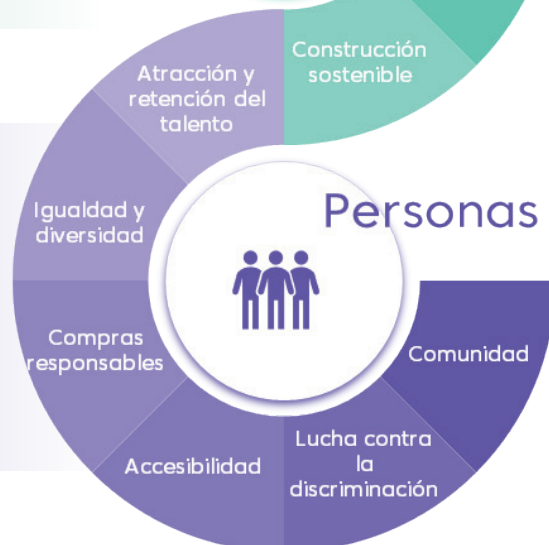 Construcción
sostenible
Atracción y
retención del
talento
Personas
Igualdad y
diversidad
Compras
responsables
Comunidad
Accesibilidad
Lucha contra
la
discriminación